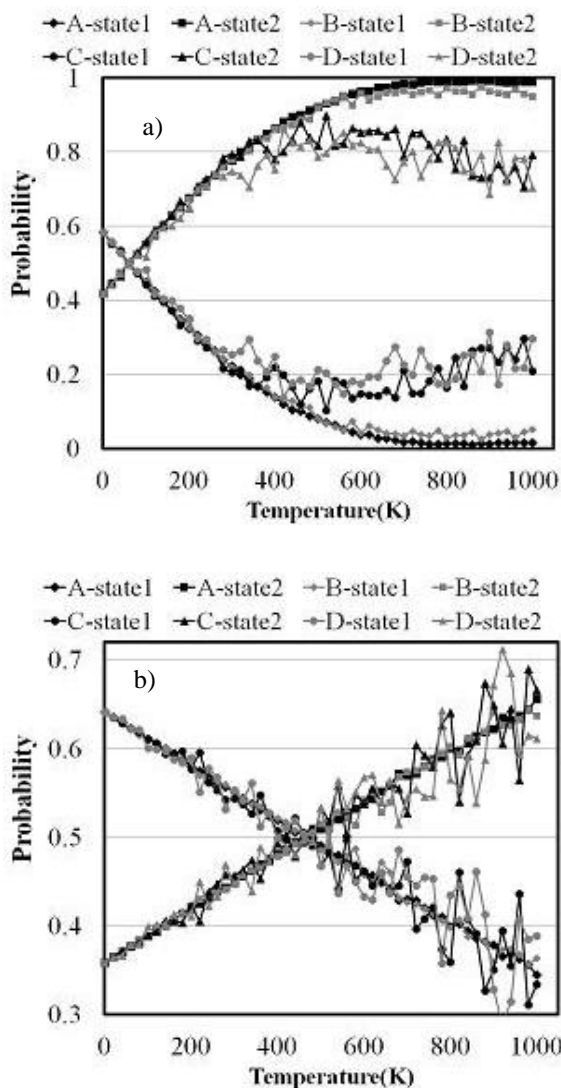 A-state1 A-state2 B-state1 B-state2
C-state1 C-state2 D-state1 D-state2
1
a)
0.8
0.6
0.4
0.2
0
Probability
0 200 400 600 800 1000
Temperature(K)
A-state1 A-state2 B-state1 B-state2
C-state1 C-state2 D-state1 D-state2
0.7
b)
0.6
0.5
0.4
0.3
Probability
0 200 400 600 800 1000
Temperature(K)